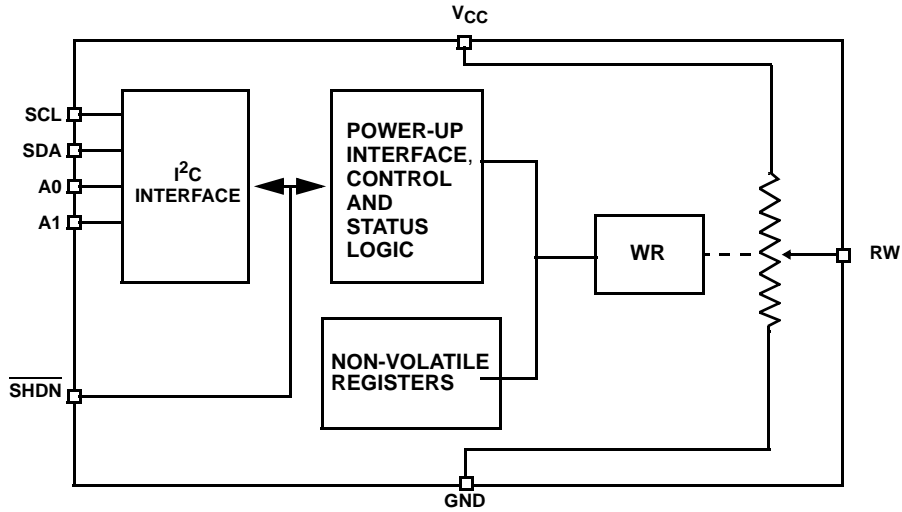 VCC
SCL
SDA
A0
A1
I2C
INTERFACE
POWER-UP
INTERFACE,
CONTROL
AND
STATUS
LOGIC
WR
RW
NON-VOLATILE
REGISTERS
SHDN
GND